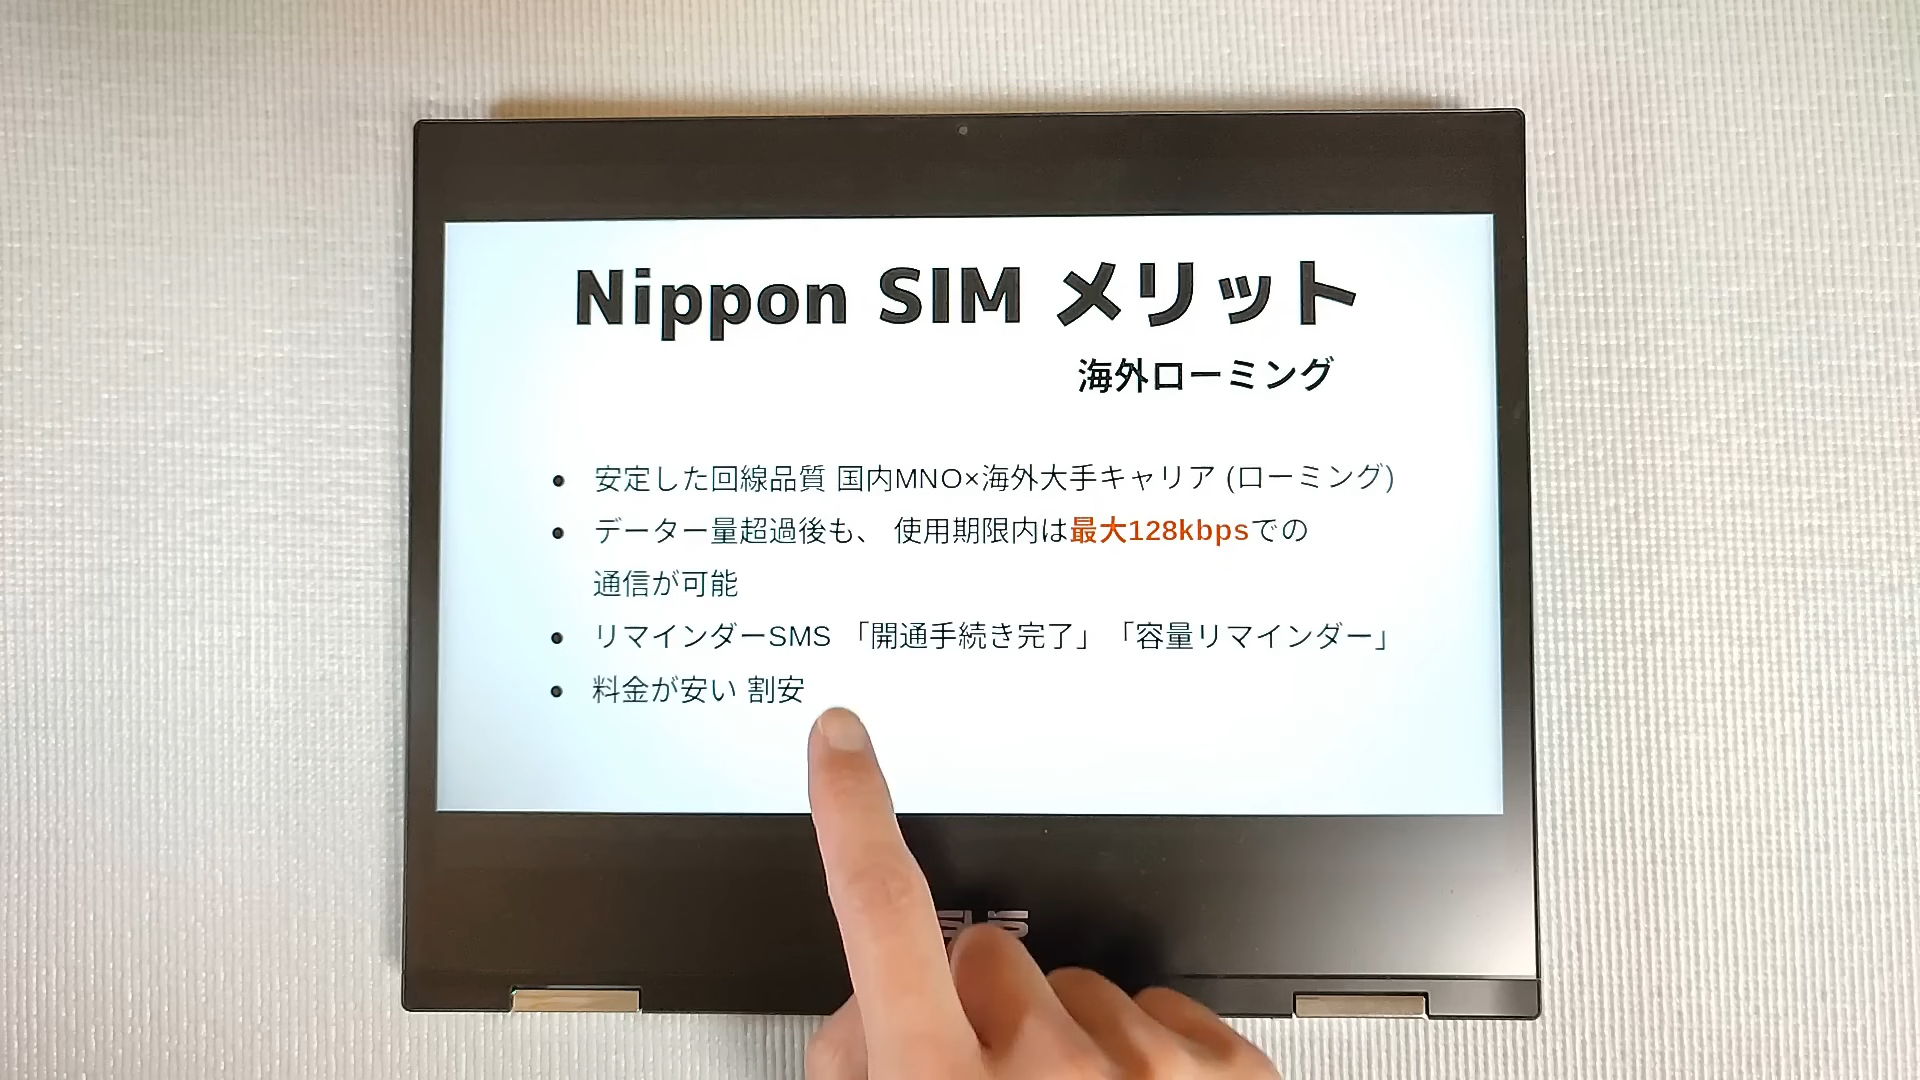 Nippon SIM メリット
海外ローミング
• 安定した回線品質 国内MNO×海外大手キャリア (ローミング)
• データー量超過後も、 使用期限内は最大128kbpsでの
通信が可能
• リマインダーSMS 「開通手続き完了」「容量リマインダー」
• 料金が安い 割安